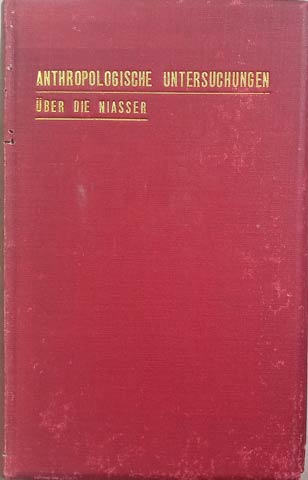 ANTHROPOLOGISCHE UNTERSUCHUNGEN
ÜBER DIE NIASSER